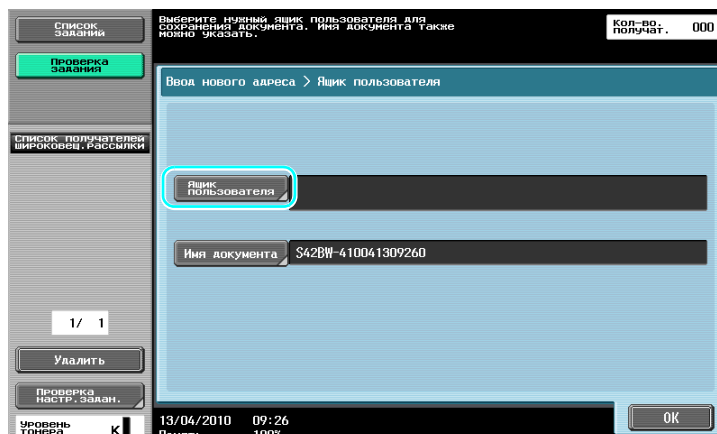 Список
заданий
Проверка
задания
Список получателей
широковещ.рассылки
1/ 1
Удалить
Проверка
настр.задан.
Уровень
тонера K
Выберите нужный ящик пользователя для
сохранения документа. Имя документа также
можно указать.
Кол-во.
получат. 000
Ввод нового адреса > Ящик пользователя
Ящик
пользователя
Имя документа S42BW-410041309260
13/04/2010 09:26
Память 100%
OK